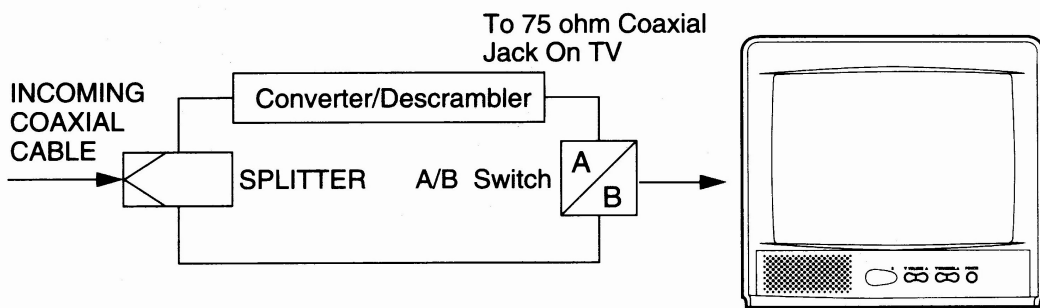 To 75 ohm Coaxial
Jack On TV
INCOMING
COAXIAL
CABLE
Converter/Descrambler
SPLITTER
A/B Switch
A
B